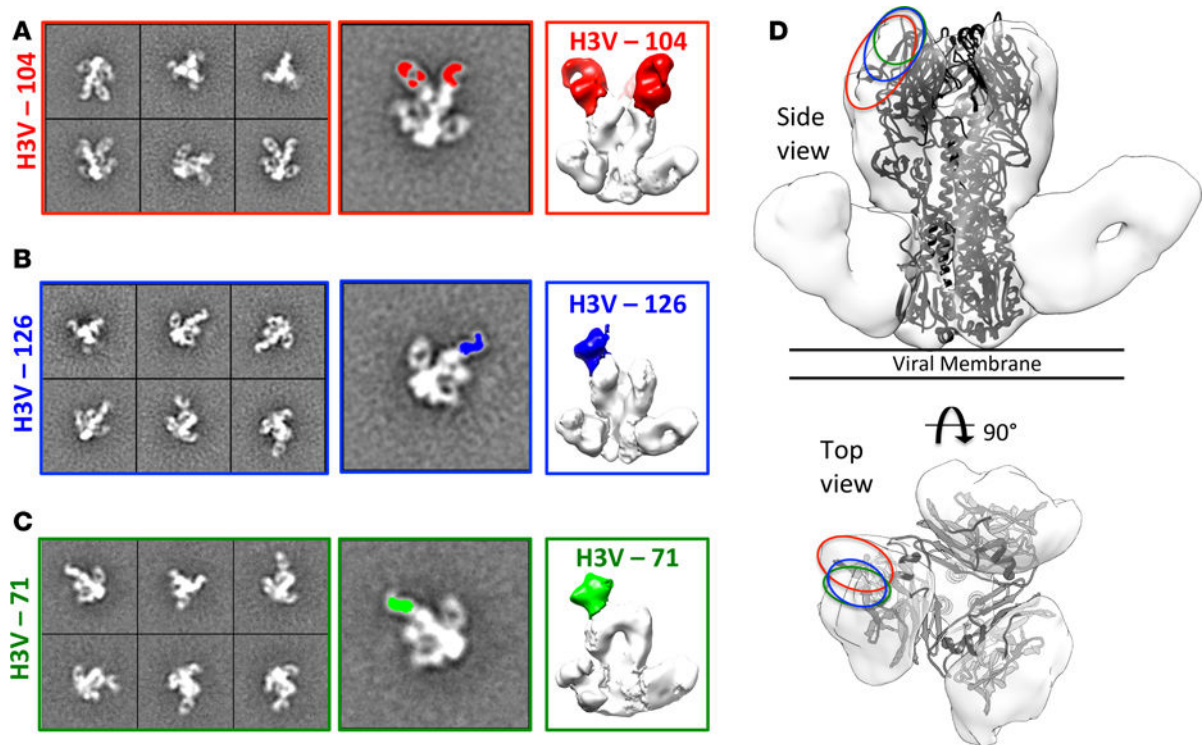 A
H3V – 104
H3V – 104
B
H3V – 126
H3V – 126
C
H3V – 71
H3V – 71
D
Side
view
Viral Membrane
90°
Top
view